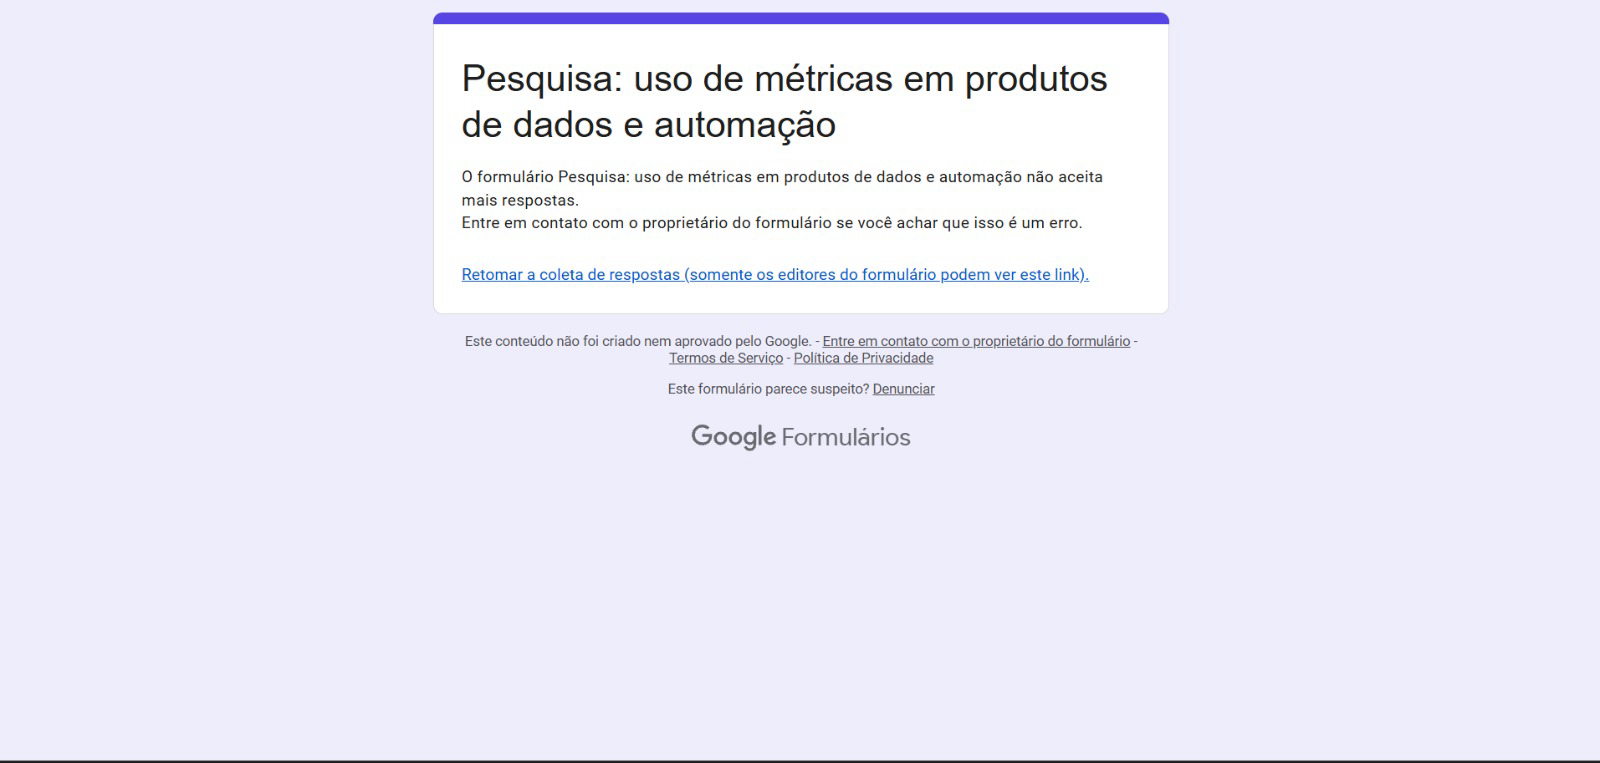 Pesquisa: uso de métricas em produtos
de dados e automação
O formulário Pesquisa: uso de métricas em produtos de dados e automação não aceita
mais respostas.
Entre em contato com o proprietário do formulário se você achar que isso é um erro.
Retomar a coleta de respostas (somente os editores do formulário podem ver este link).
Este conteúdo não foi criado nem aprovado pelo Google. - Entre em contato com o proprietário do formulário -
Termos de Serviço - Política de Privacidade
Este formulário parece suspeito? Denunciar
Google Formulários